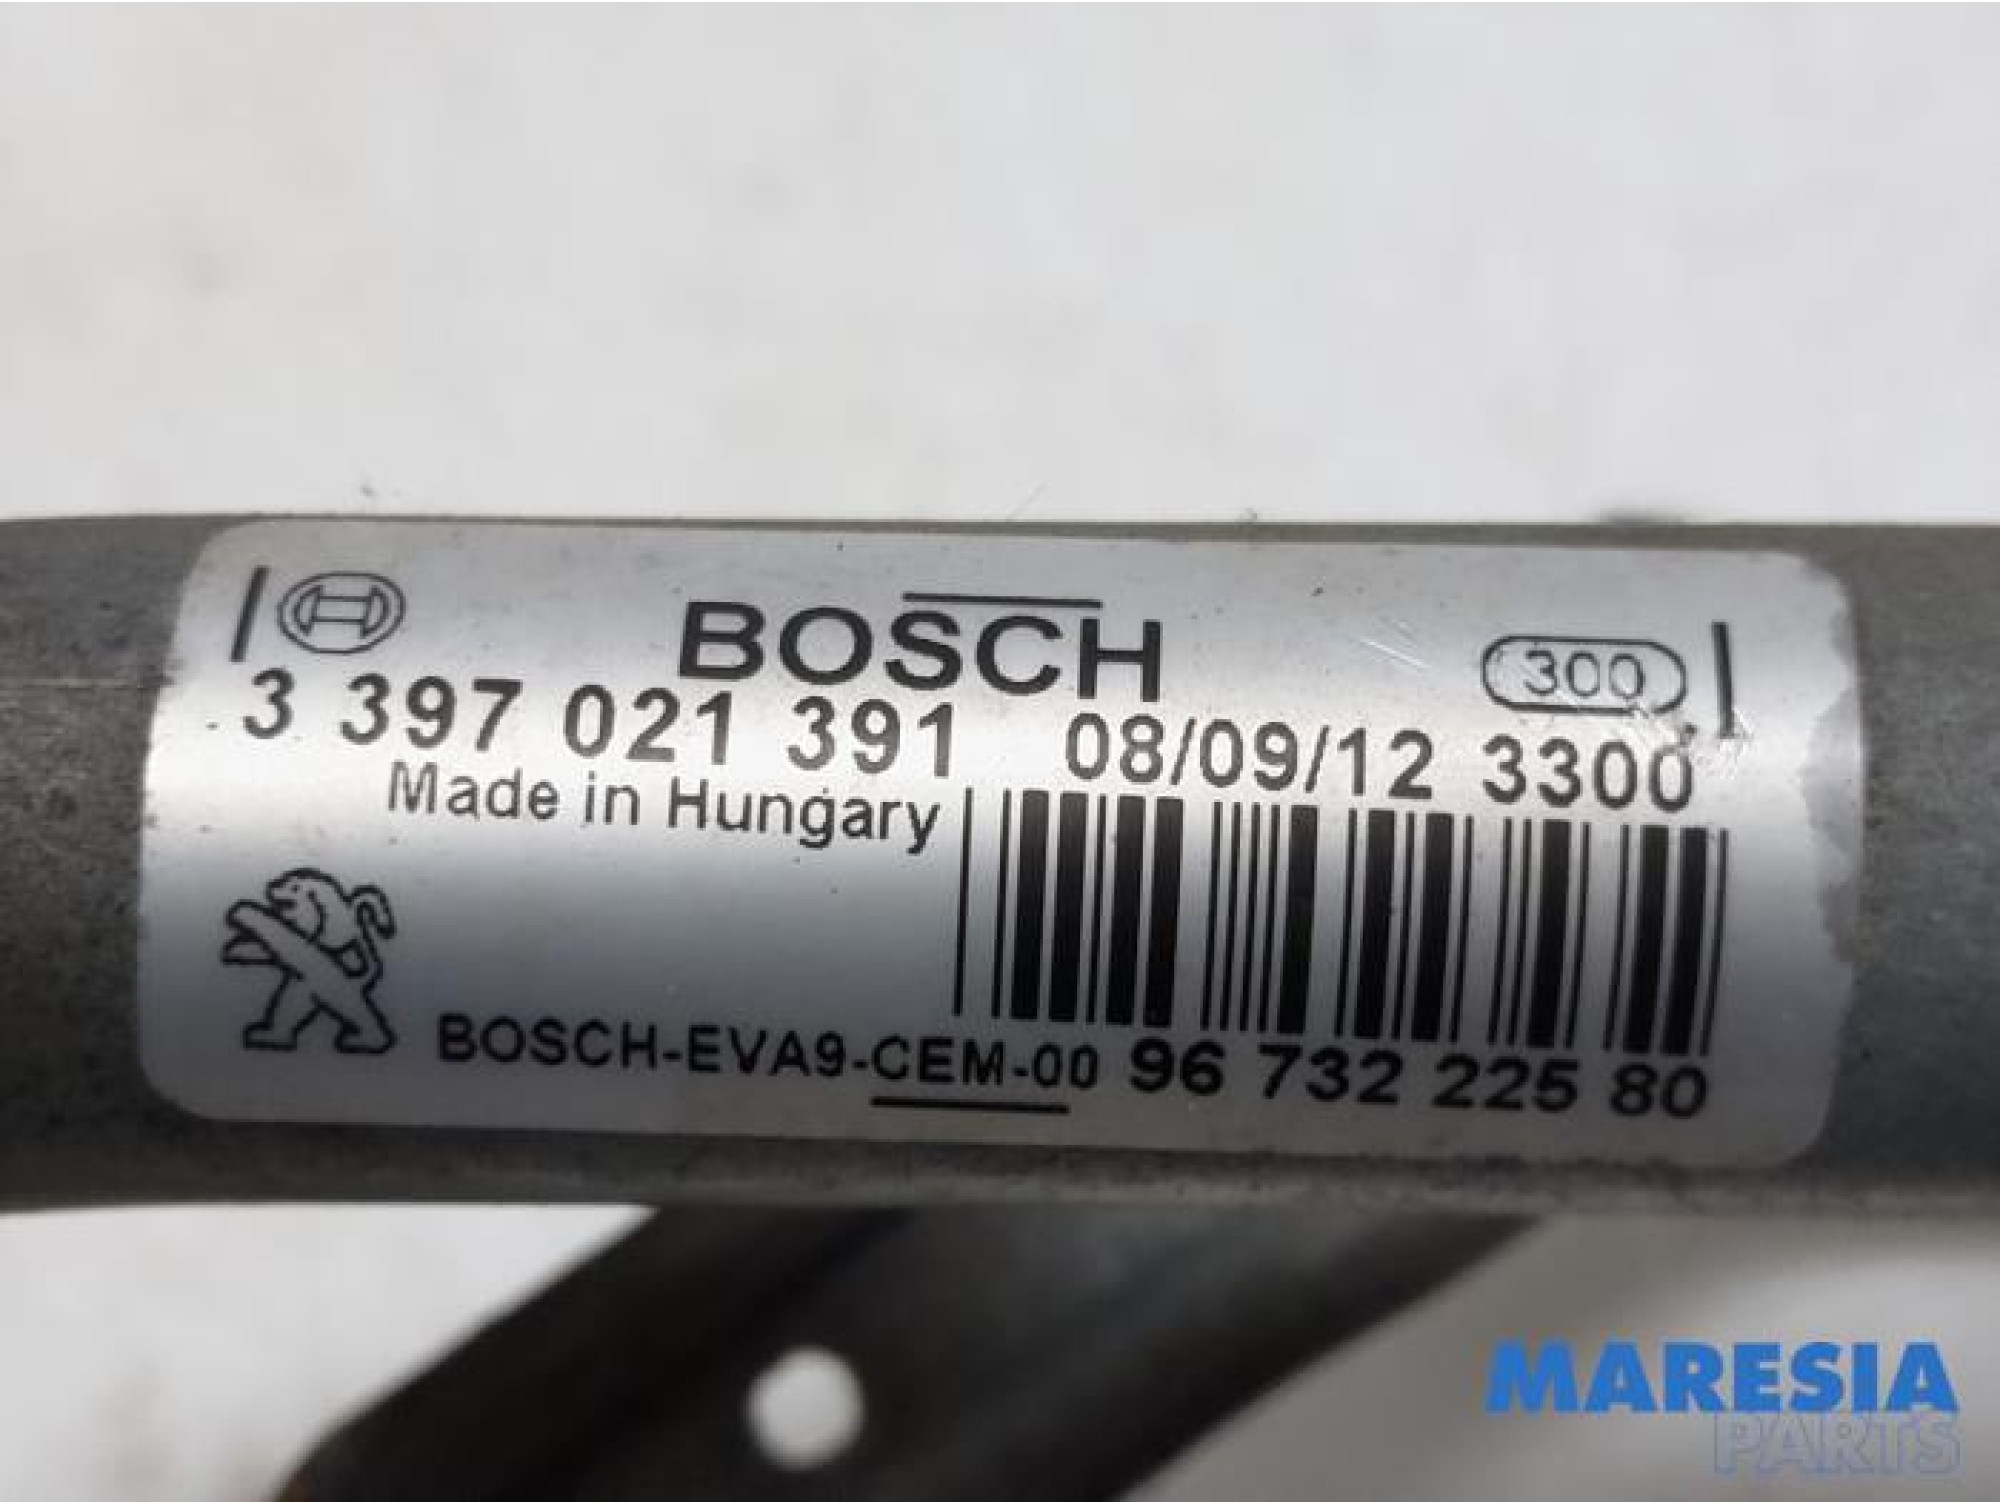 BOSCH
300
3 397 021 391 08/09/12 3300
Made in Hungary
BOSCH-EVA9-CEM-00 96 732 225 80
MARESIA
PARTS